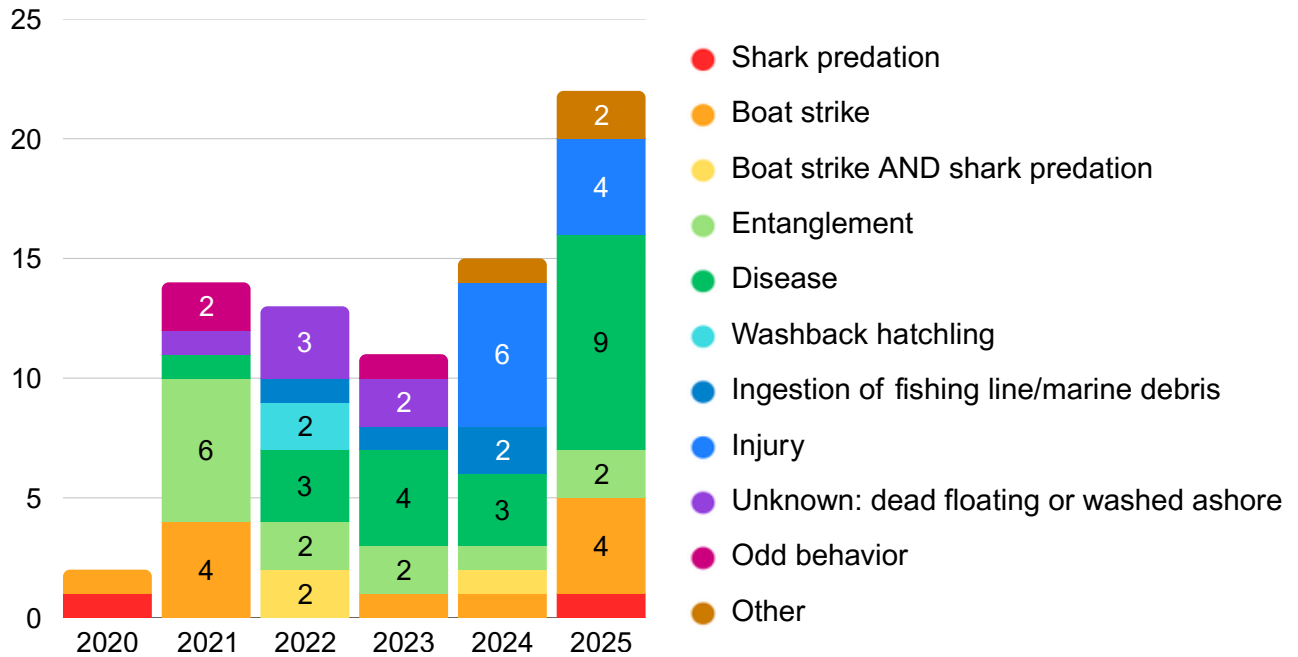 25
20
15
10
5
0
2
6
4
3
2
3
2
2
2
4
2
6
2
3
2
4
9
2
4
2020 2021 2022 2023 2024 2025
Shark predation
Boat strike
Boat strike AND shark predation
Entanglement
Disease
Washback hatchling
Ingestion of fishing line/marine debris
Injury
Unknown: dead floating or washed ashore
Odd behavior
Other